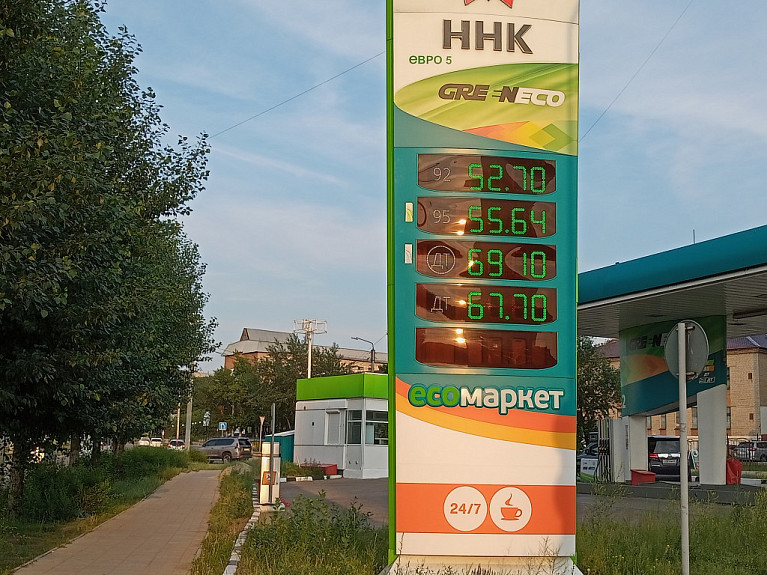 ННК
евро 5
GREENECO
92 52.70
95 55.64
ДТ 69.10
ДТ 67.70
ecoмаркет
24/7
GREEN